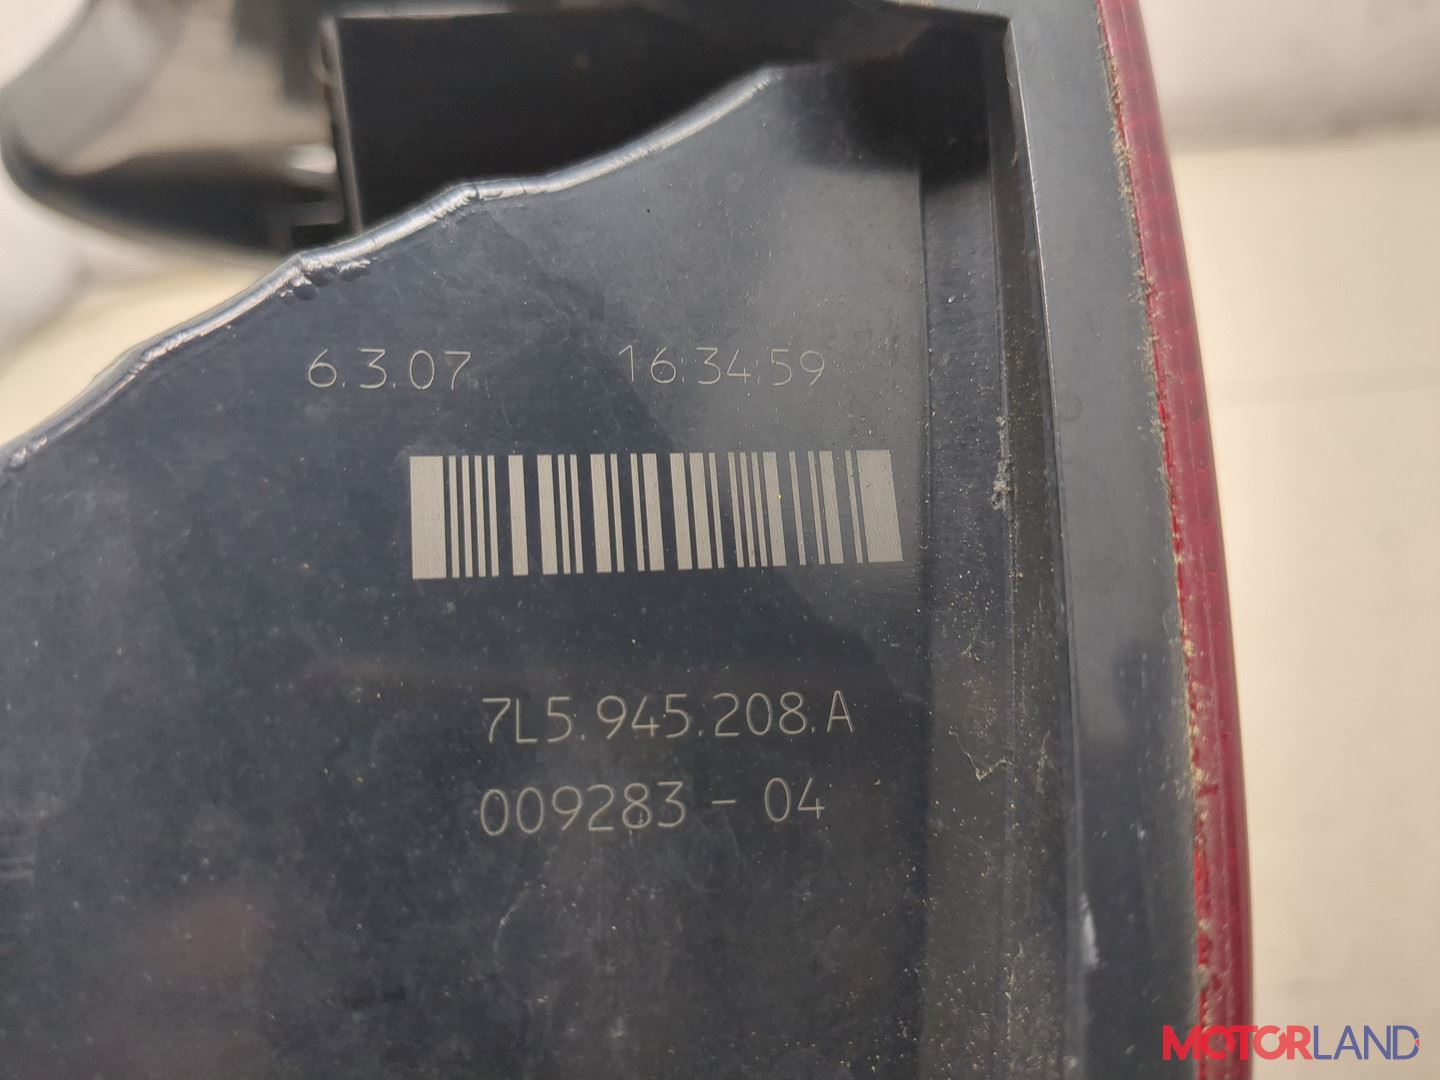 6.3.07 16:34:59
7L5.945.208.A
009283 - 04
MOTORLAND